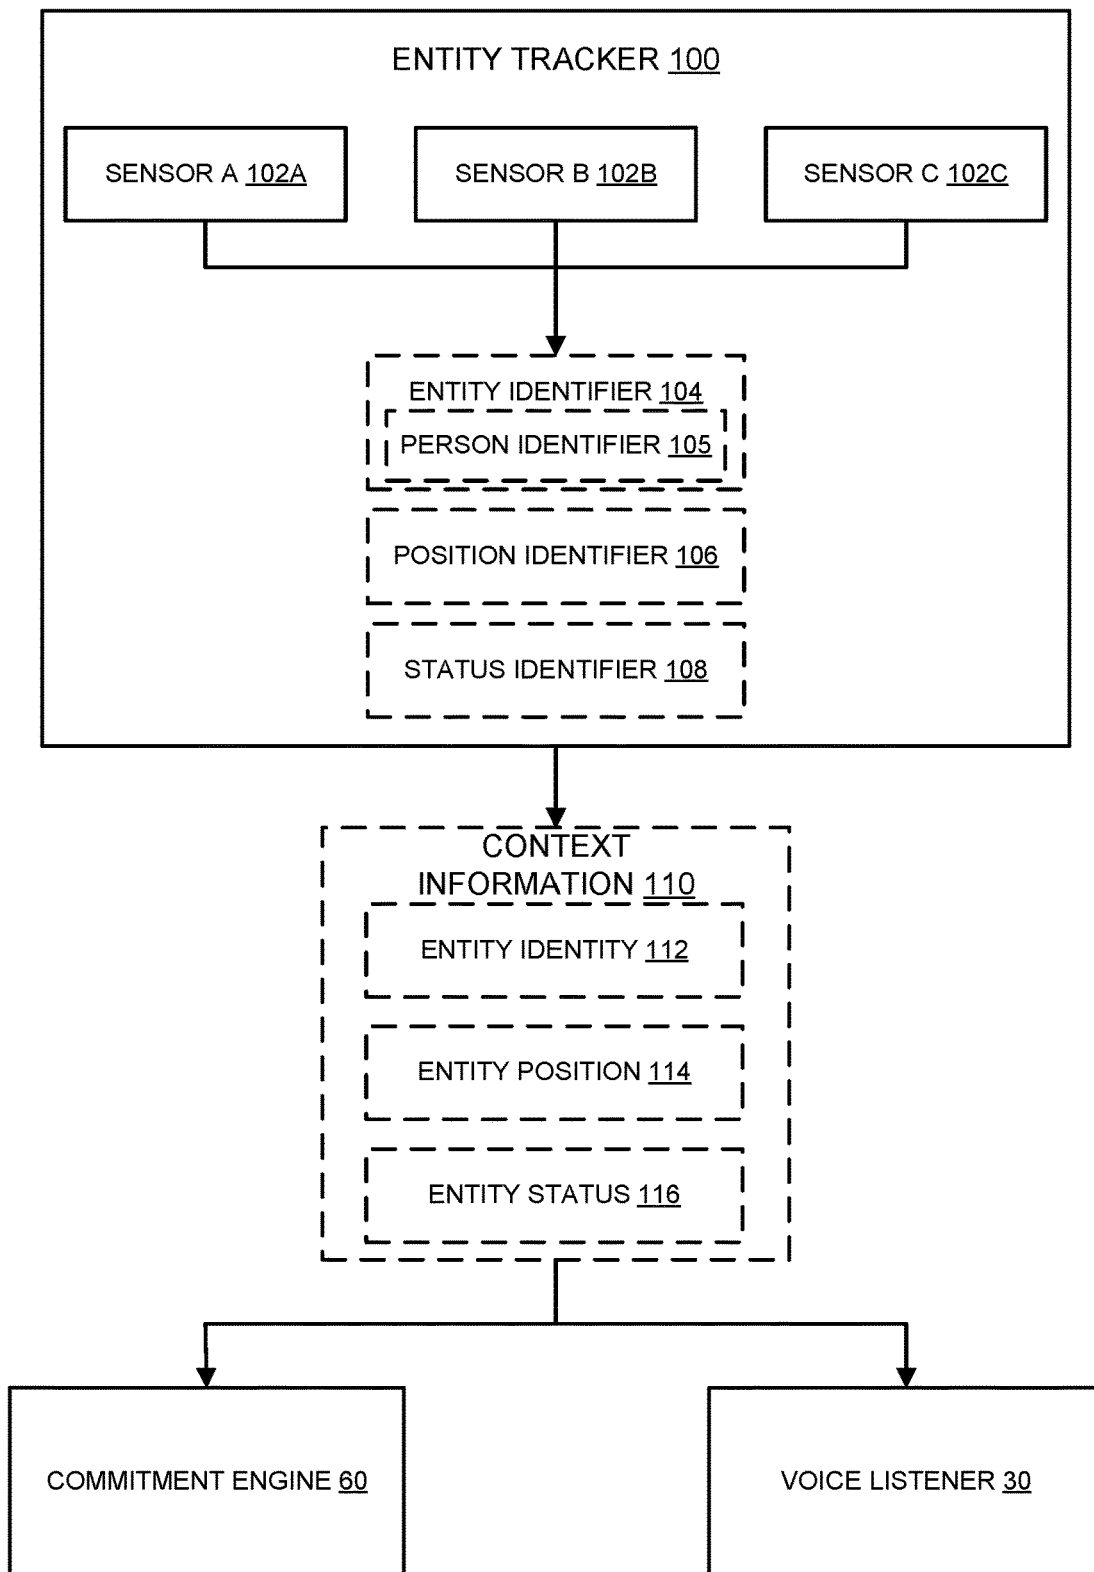 ENTITY TRACKER 100
SENSOR A 102A
SENSOR B 102B
SENSOR C 102C
ENTITY IDENTIFIER 104
PERSON IDENTIFIER 105
POSITION IDENTIFIER 106
STATUS IDENTIFIER 108
CONTEXT
INFORMATION 110
ENTITY IDENTITY 112
ENTITY POSITION 114
ENTITY STATUS 116
COMMITMENT ENGINE 60
VOICE LISTENER 30